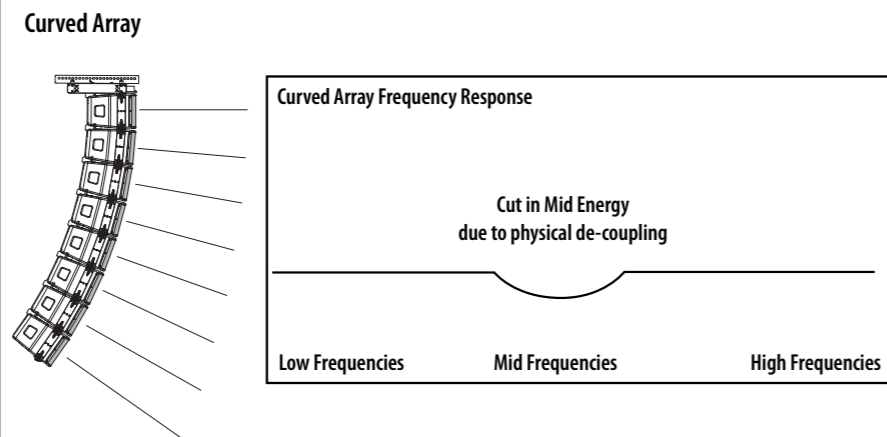 Curved Array
Curved Array Frequency Response
Cut in Mid Energy
due to physical de-coupling
Low Frequencies
Mid Frequencies
High Frequencies